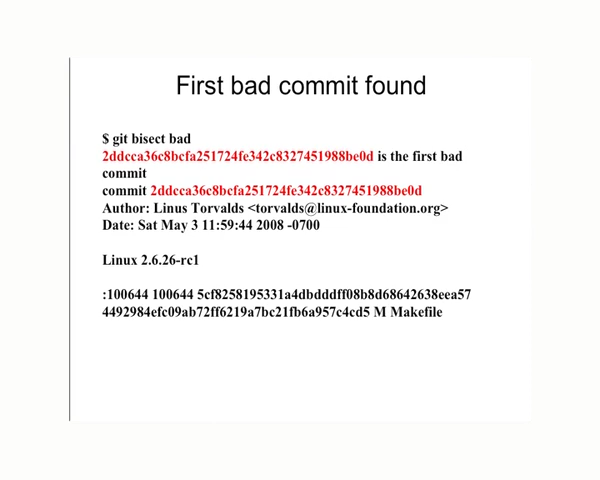 First bad commit found
$ git bisect bad
2ddcca36c8bcfa251724fe342c8327451988be0d is the first bad
commit
commit 2ddcca36c8bcfa251724fe342c8327451988be0d
Author: Linus Torvalds <torvalds@linux-foundation.org>
Date: Sat May 3 11:59:44 2008 -0700
Linux 2.6.26-rc1
:100644 100644 5cf8258195331a4dbdddff08b8d68642638eea57
4492984efc09ab72ff6219a7bc21fb6a957c4cd5 M Makefile